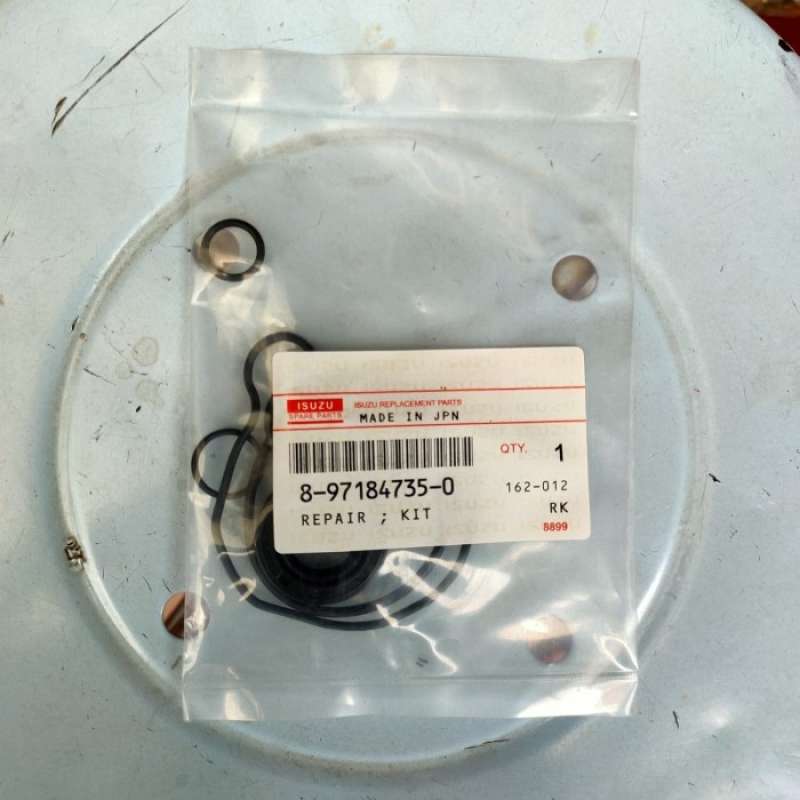 ISUZU
SPARE PARTS
ISUZU REPLACEMENT PARTS
MADE IN JPN
QTY. 1
8-97184735-0
162-012
REPAIR ; KIT
RK
8899